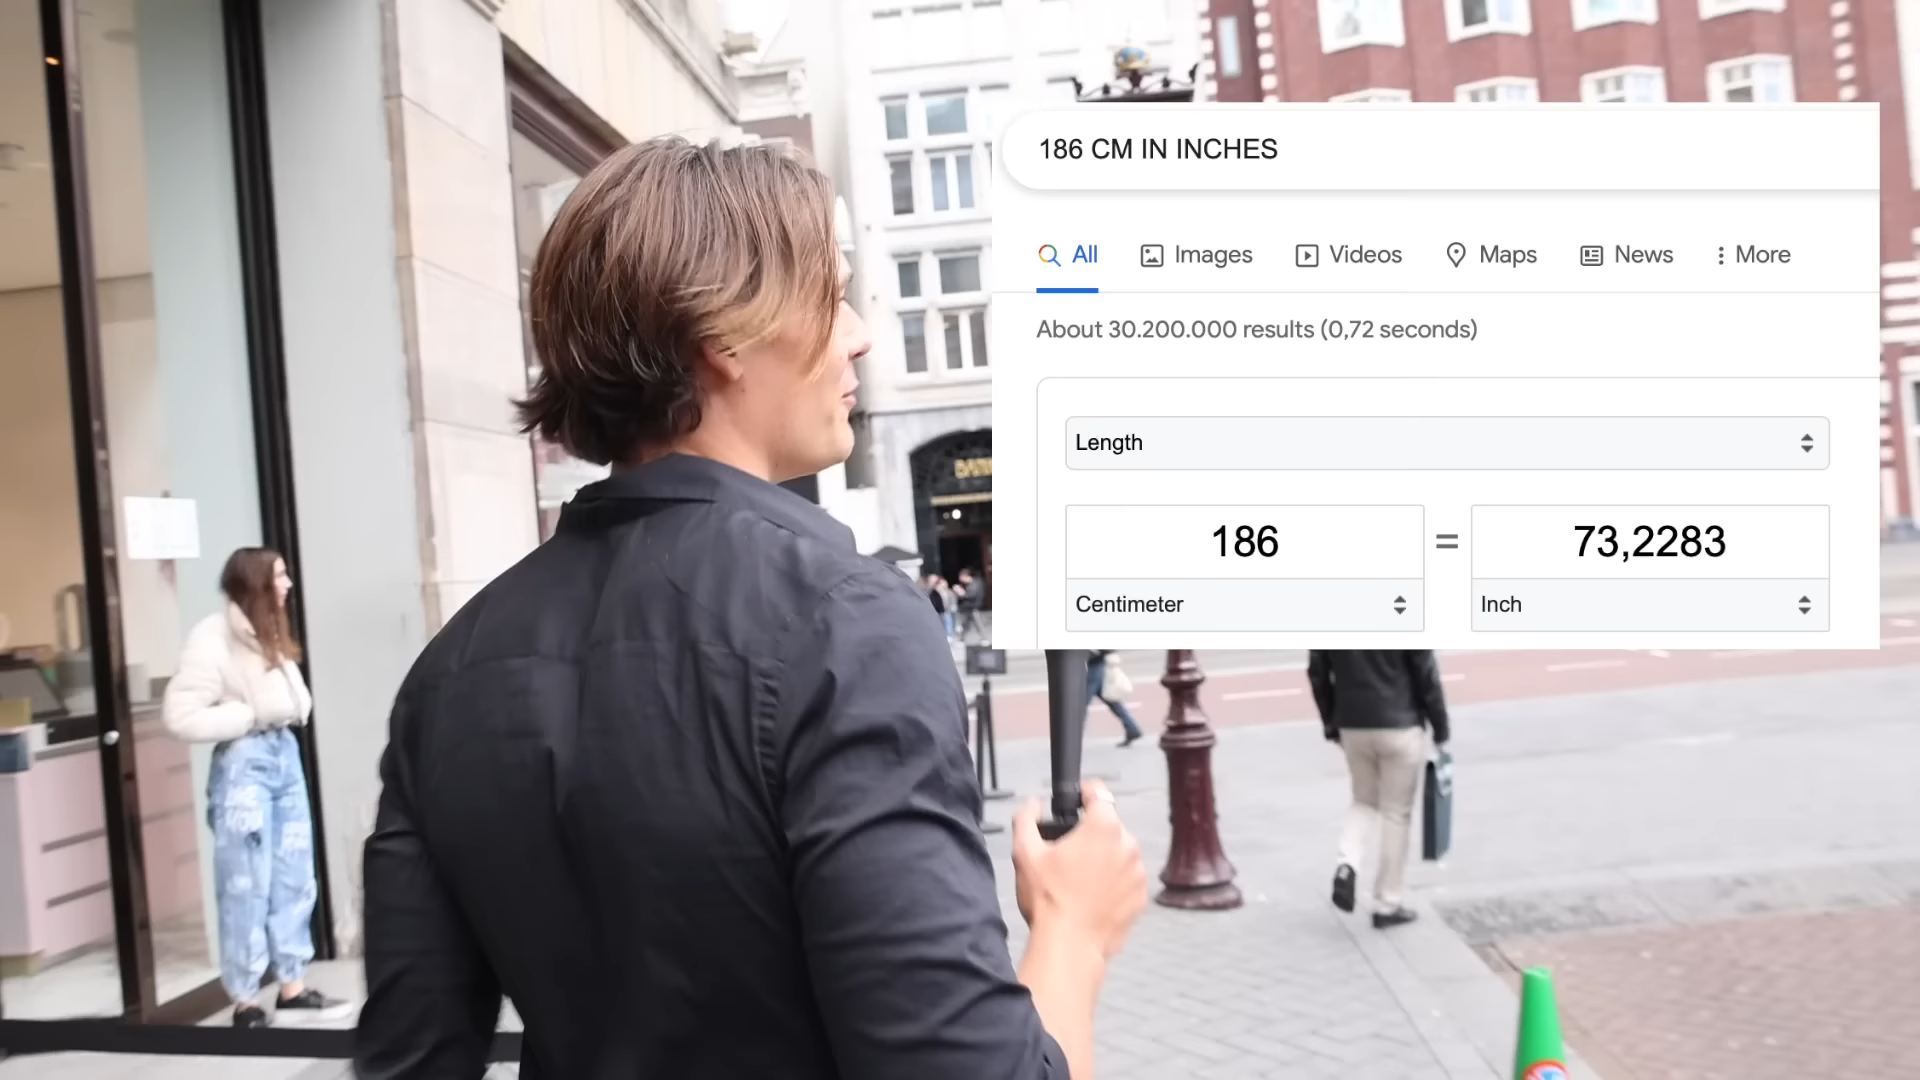 186 CM IN INCHES
All Images Videos Maps News More
About 30.200.000 results (0,72 seconds)
Length
186 = 73,2283
Centimeter Inch